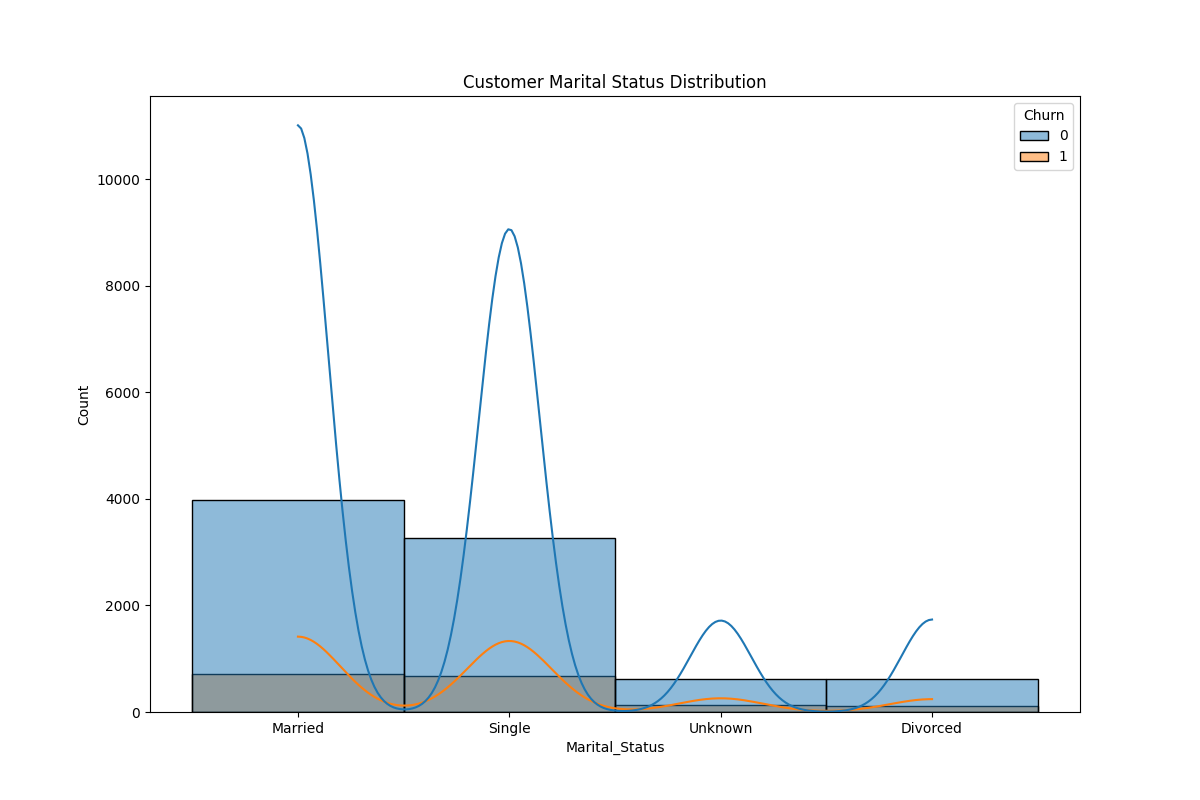 Customer Marital Status Distribution
Churn
0
1
10000
8000
6000
4000
2000
0
Count
Married Single Unknown Divorced
Marital_Status